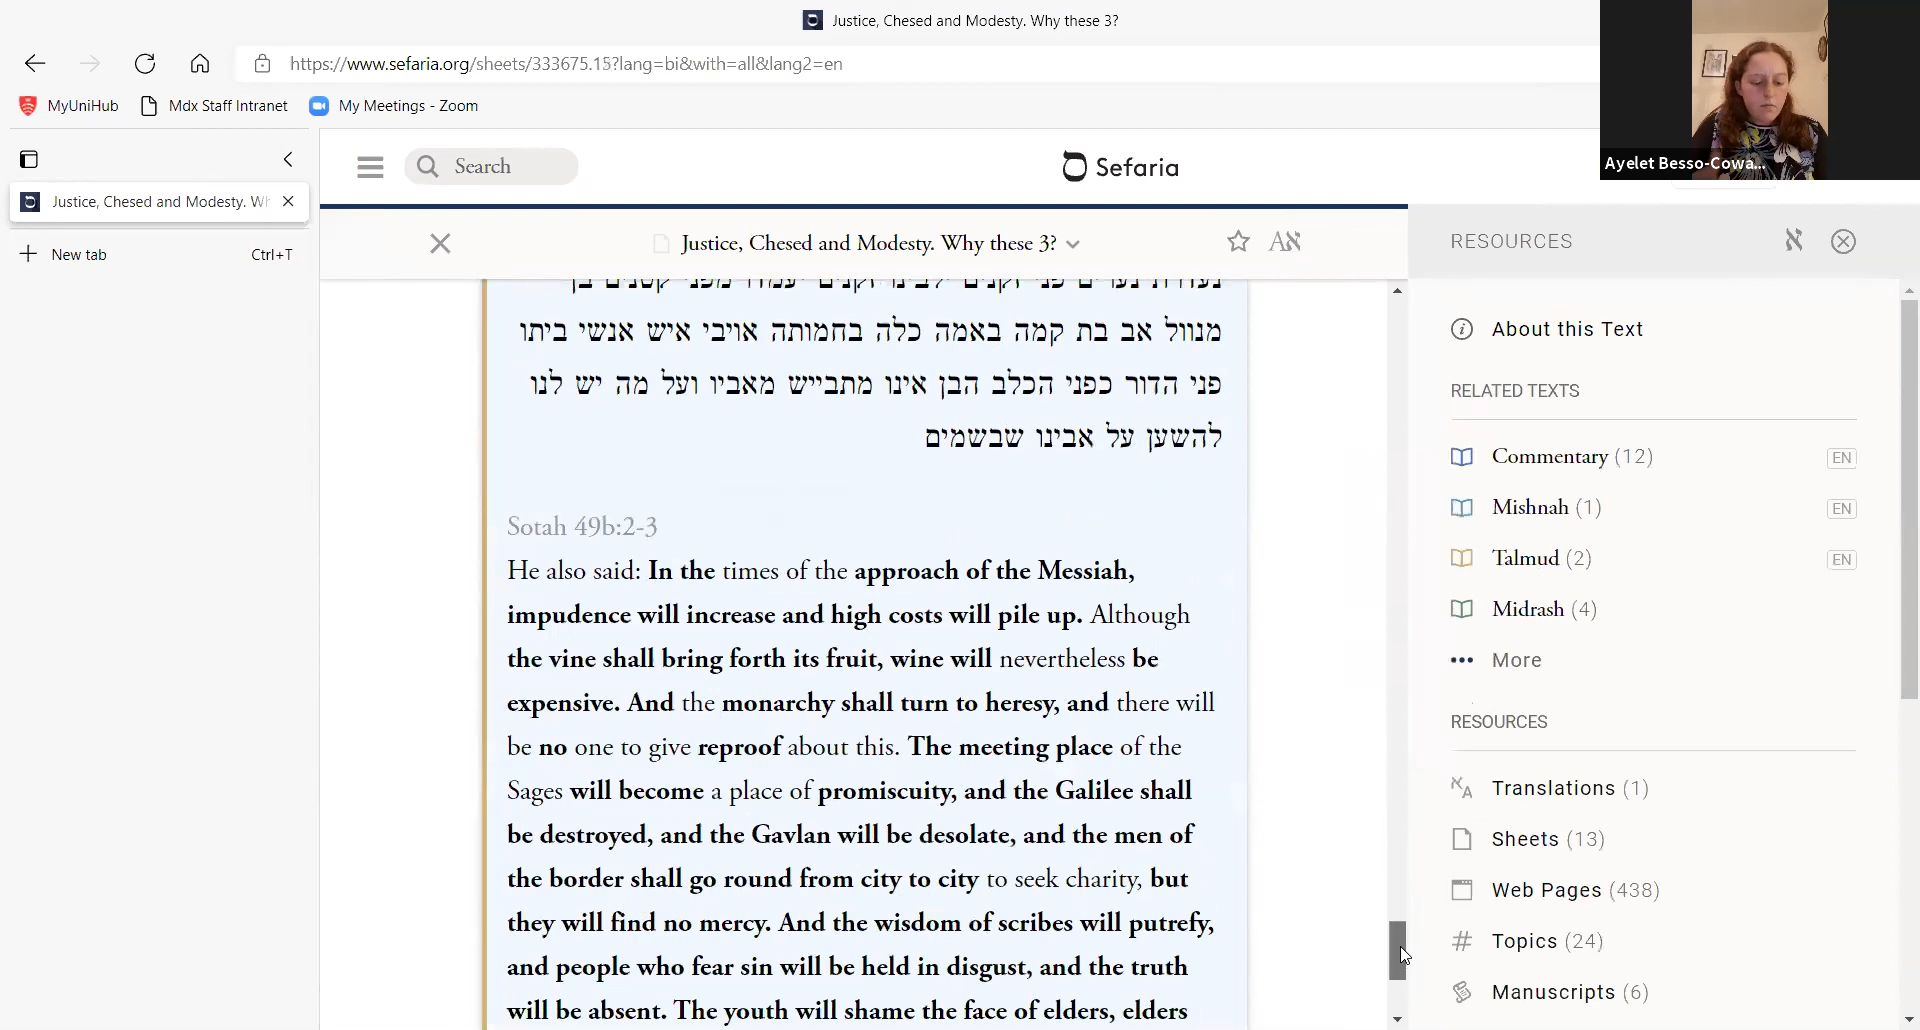 Justice, Chesed and Modesty. Why these 3?
https://www.sefaria.org/sheets/333675.15?lang=bi&with=all&lang2=en
MyUniHub
Mdx Staff Intranet
My Meetings - Zoom
Ayelet Besso-Cowa...
Justice, Chesed and Modesty. Wh
New tab
Ctrl+T
Search
Sefaria
Justice, Chesed and Modesty. Why these 3?
מנוול אב בת קמה באמה כלה בחמותה אויבי איש אנשי ביתו
פני הדור כפני הכלב הבן אינו מתבייש מאביו ועל מה יש לנו
להשען על אבינו שבשמים
Sotah 49b:2-3
He also said: In the times of the approach of the Messiah,
impudence will increase and high costs will pile up. Although
the vine shall bring forth its fruit, wine will nevertheless be
expensive. And the monarchy shall turn to heresy, and there will
be no one to give reproof about this. The meeting place of the
Sages will become a place of promiscuity, and the Galilee shall
be destroyed, and the Gavlan will be desolate, and the men of
the border shall go round from city to city to seek charity, but
they will find no mercy. And the wisdom of scribes will putrefy,
and people who fear sin will be held in disgust, and the truth
will be absent. The youth will shame the face of elders, elders
RESOURCES
About this Text
RELATED TEXTS
Commentary (12) EN
Mishnah (1) EN
Talmud (2) EN
Midrash (4)
More
RESOURCES
Translations (1)
Sheets (13)
Web Pages (438)
Topics (24)
Manuscripts (6)